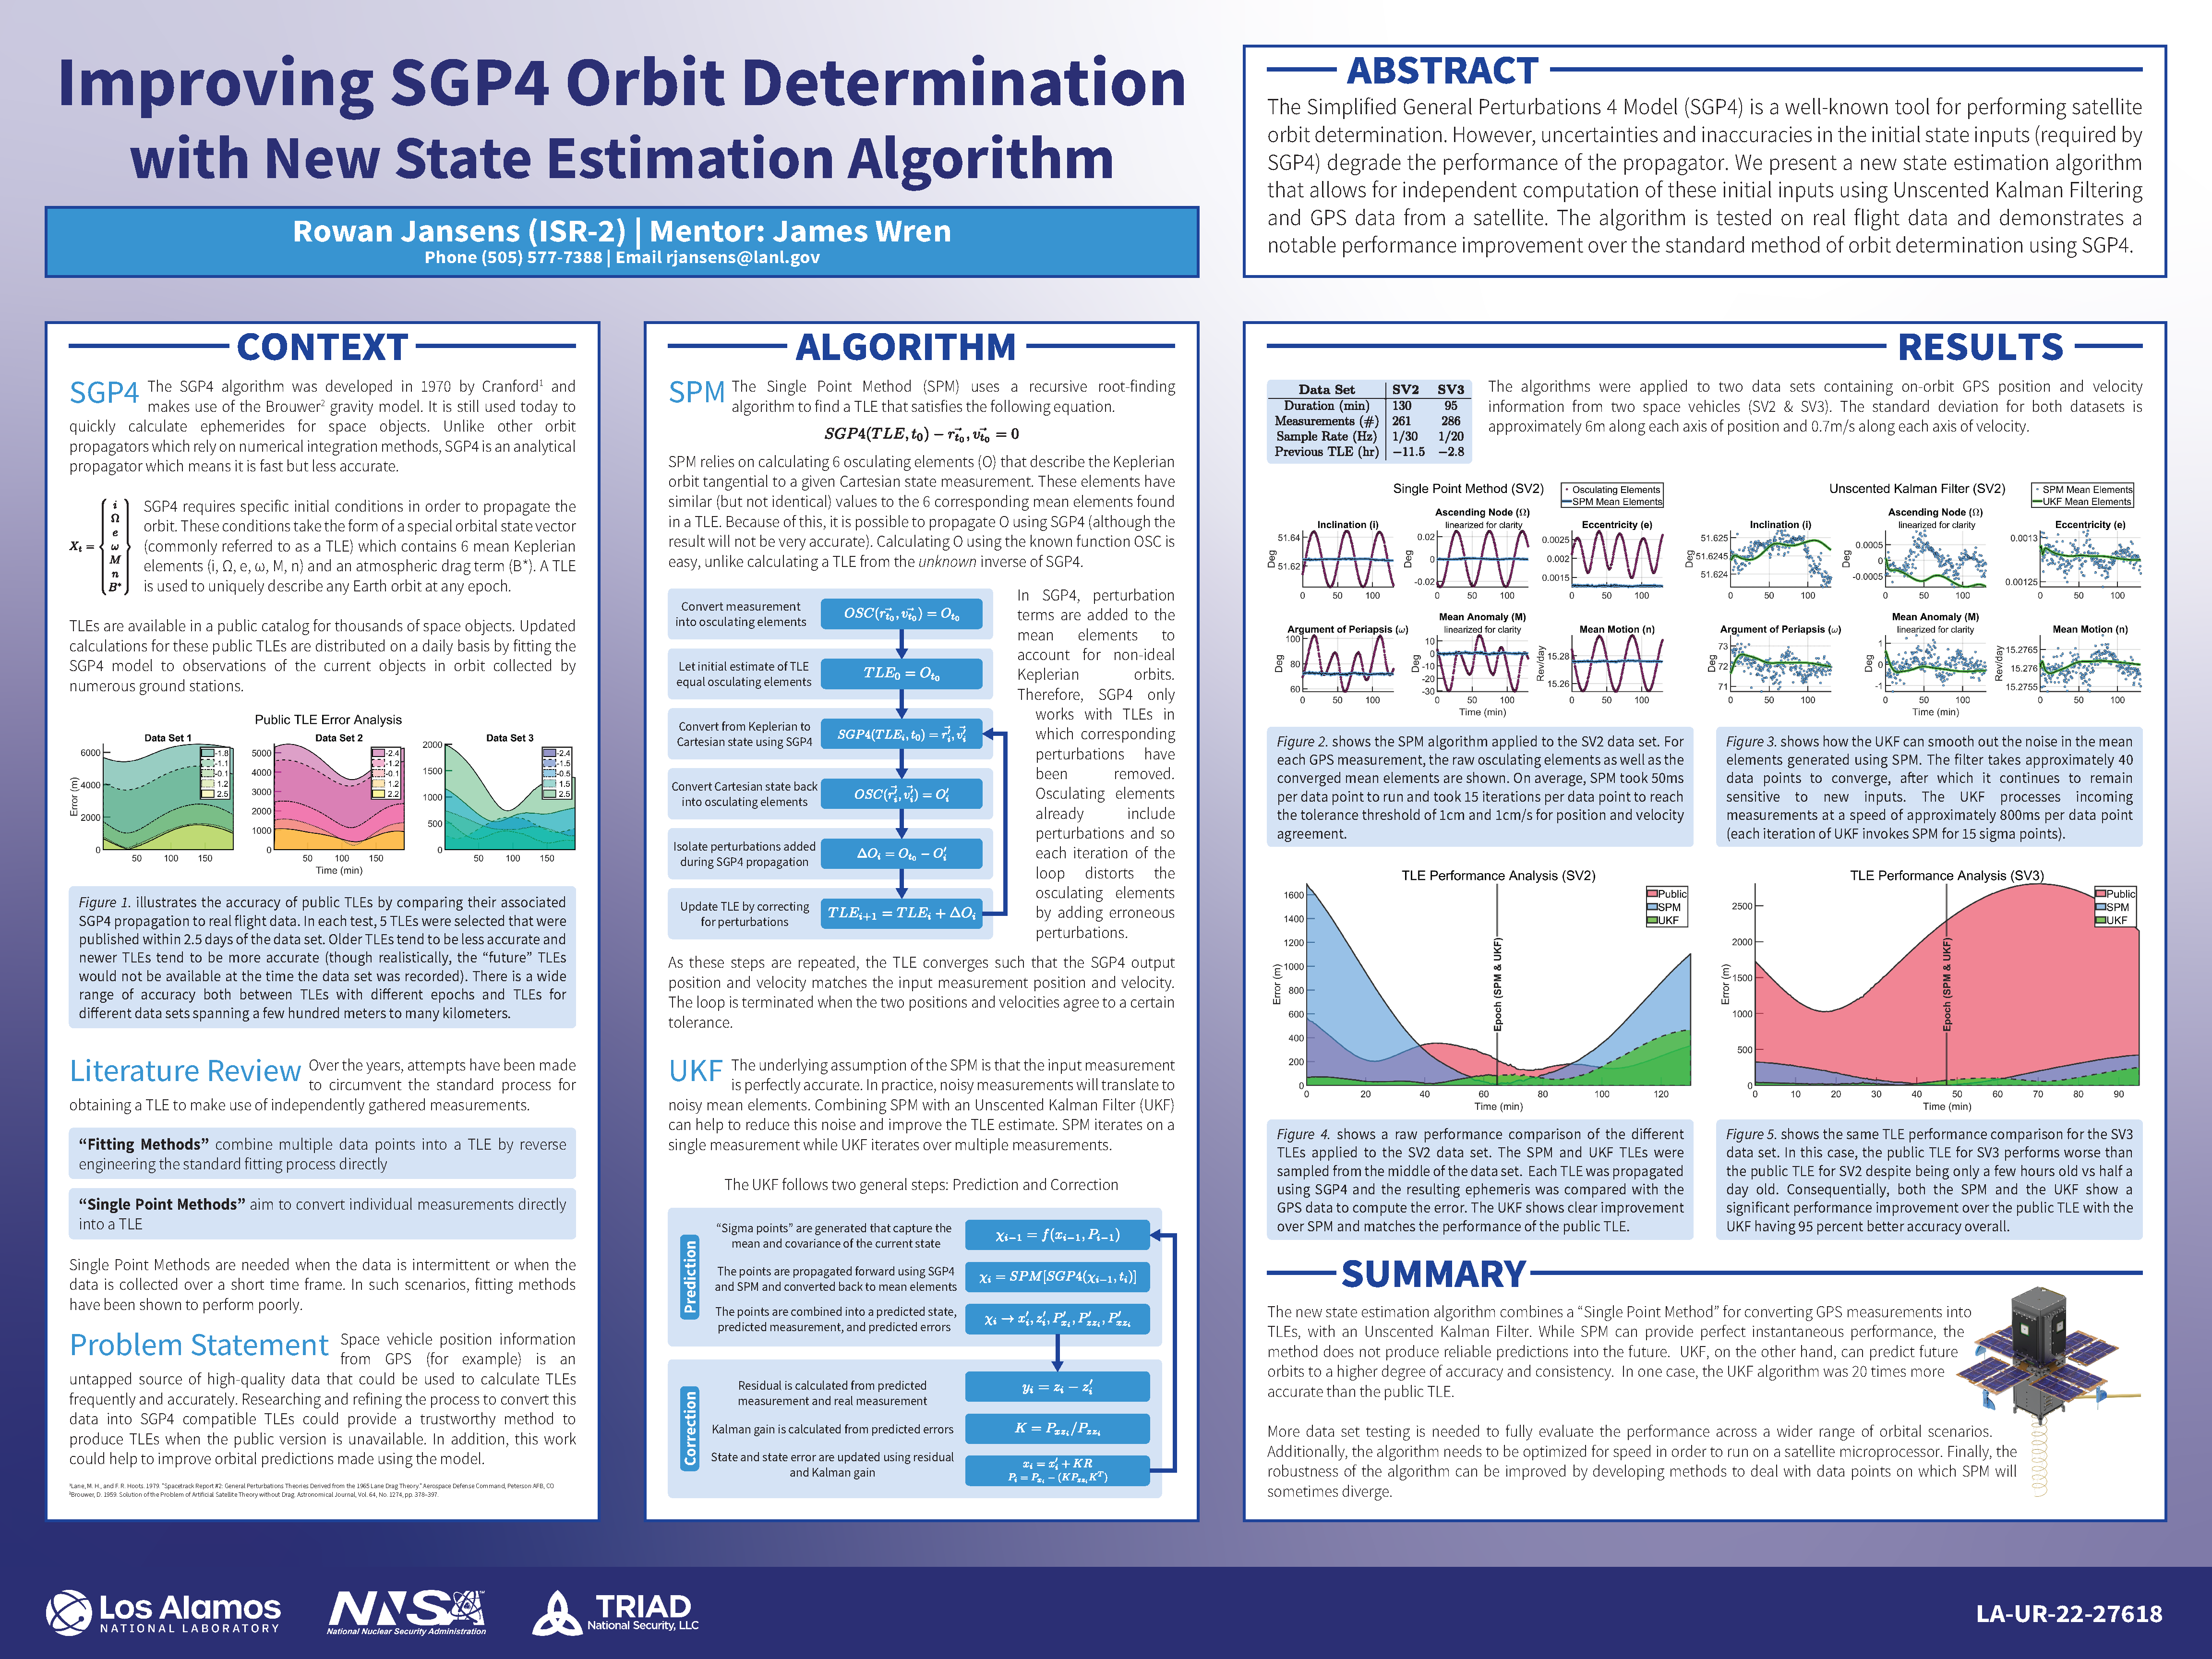 Improving SGP4 Orbit Determination
with New State Estimation Algorithm
Rowan Jansens (ISR-2) | Mentor: James Wren
Phone (505) 577-7388 | Email rjansens@lanl.gov
ABSTRACT
The Simplified General Perturbations 4 Model (SGP4) is a well-known tool for performing satellite
orbit determination. However, uncertainties and inaccuracies in the initial state inputs (required by
SGP4) degrade the performance of the propagator. We present a new state estimation algorithm
that allows for independent computation of these initial inputs using Unscented Kalman Filtering
and GPS data from a satellite. The algorithm is tested on real flight data and demonstrates a
notable performance improvement over the standard method of orbit determination using SGP4.
CONTEXT
SGP4 The SGP4 algorithm was developed in 1970 by Cranford¹ and
makes use of the Brouwer² gravity model. It is still used today to
quickly calculate ephemerides for space objects. Unlike other orbit
propagators which rely on numerical integration methods, SGP4 is an analytical
propagator which means it is fast but less accurate.
X_t = { i Ω e ω M n B* }
SGP4 requires specific initial conditions in order to propagate the
orbit. These conditions take the form of a special orbital state vector
(commonly referred to as a TLE) which contains 6 mean Keplerian
elements (i, Ω, e, ω, M, n) and an atmospheric drag term (B*). A TLE
is used to uniquely describe any Earth orbit at any epoch.
TLEs are available in a public catalog for thousands of space objects. Updated
calculations for these public TLEs are distributed on a daily basis by fitting the
SGP4 model to observations of the current objects in orbit collected by
numerous ground stations.
Public TLE Error Analysis
Data Set 1
6000
4000
2000
0
Error (m)
50 100 150
-1.8
-1.1
-0.1
1.2
2.5
Data Set 2
5000
4000
3000
2000
1000
0
50 100 150
-2.4
-1.2
-0.1
1.2
2.2
Data Set 3
2000
1500
1000
500
0
50 100 150
-2.4
-1.5
-0.5
1.5
2.5
Time (min)
Figure 1. illustrates the accuracy of public TLEs by comparing their associated
SGP4 propagation to real flight data. In each test, 5 TLEs were selected that were
published within 2.5 days of the data set. Older TLEs tend to be less accurate and
newer TLEs tend to be more accurate (though realistically, the “future” TLEs
would not be available at the time the data set was recorded). There is a wide
range of accuracy both between TLEs with different epochs and TLEs for
different data sets spanning a few hundred meters to many kilometers.
Literature Review Over the years, attempts have been made
to circumvent the standard process for
obtaining a TLE to make use of independently gathered measurements.
“Fitting Methods” combine multiple data points into a TLE by reverse
engineering the standard fitting process directly
“Single Point Methods” aim to convert individual measurements directly
into a TLE
Single Point Methods are needed when the data is intermittent or when the
data is collected over a short time frame. In such scenarios, fitting methods
have been shown to perform poorly.
Problem Statement Space vehicle position information
from GPS (for example) is an
untapped source of high-quality data that could be used to calculate TLEs
frequently and accurately. Researching and refining the process to convert this
data into SGP4 compatible TLEs could provide a trustworthy method to
produce TLEs when the public version is unavailable. In addition, this work
could help to improve orbital predictions made using the model.
¹Lane, M. H., and F. R. Hoots. 1979. "Spacetrack Report #2: General Perturbations Theories Derived from the 1965 Lane Drag Theory." Aerospace Defense Command, Peterson AFB, CO
²Brouwer, D. 1959. Solution of the Problem of Artificial Satellite Theory without Drag. Astronomical Journal, Vol. 64, No. 1274, pp. 378–397.
ALGORITHM
SPM The Single Point Method (SPM) uses a recursive root-finding
algorithm to find a TLE that satisfies the following equation.
SGP4(TLE, t₀) − r⃗_t₀, v⃗_t₀ = 0
SPM relies on calculating 6 osculating elements (O) that describe the Keplerian
orbit tangential to a given Cartesian state measurement. These elements have
similar (but not identical) values to the 6 corresponding mean elements found
in a TLE. Because of this, it is possible to propagate O using SGP4 (although the
result will not be very accurate). Calculating O using the known function OSC is
easy, unlike calculating a TLE from the unknown inverse of SGP4.
Convert measurement
into osculating elements
OSC(r⃗_t₀, v⃗_t₀) = O_t₀
Let initial estimate of TLE
equal osculating elements
TLE₀ = O_t₀
Convert from Keplerian to
Cartesian state using SGP4
SGP4(TLE_i, t₀) = r⃗′_i, v⃗′_i
Convert Cartesian state back
into osculating elements
OSC(r⃗′_i, v⃗′_i) = O′_i
Isolate perturbations added
during SGP4 propagation
ΔO_i = O_t₀ − O′_i
Update TLE by correcting
for perturbations
TLE_i+1 = TLE_i + ΔO_i
In SGP4, perturbation
terms are added to the
mean elements to
account for non-ideal
Keplerian orbits.
Therefore, SGP4 only
works with TLEs in
which corresponding
perturbations have
been removed.
Osculating elements
already include
perturbations and so
each iteration of the
loop distorts the
osculating elements
by adding erroneous
perturbations.
As these steps are repeated, the TLE converges such that the SGP4 output
position and velocity matches the input measurement position and velocity.
The loop is terminated when the two positions and velocities agree to a certain
tolerance.
UKF The underlying assumption of the SPM is that the input measurement
is perfectly accurate. In practice, noisy measurements will translate to
noisy mean elements. Combining SPM with an Unscented Kalman Filter (UKF)
can help to reduce this noise and improve the TLE estimate. SPM iterates on a
single measurement while UKF iterates over multiple measurements.
The UKF follows two general steps: Prediction and Correction
Prediction
“Sigma points” are generated that capture the
mean and covariance of the current state
χ_i−1 = f(x_i−1, P_i−1)
The points are propagated forward using SGP4
and SPM and converted back to mean elements
χ_i = SPM[SGP4(χ_i−1, t_i)]
The points are combined into a predicted state,
predicted measurement, and predicted errors
χ_i → x′_i, z′_i, P′_x_i, P′_zz_i, P′_xz_i
Correction
Residual is calculated from predicted
measurement and real measurement
y_i = z_i − z′_i
Kalman gain is calculated from predicted errors
K = P_xz_i/P_zz_i
State and state error are updated using residual
and Kalman gain
x_i = x′_i + KR
P_i = P_x_i − (KP_zz_i K^T)
RESULTS
Data Set SV2 SV3
Duration (min) 130 95
Measurements (#) 261 286
Sample Rate (Hz) 1/30 1/20
Previous TLE (hr) −11.5 −2.8
The algorithms were applied to two data sets containing on-orbit GPS position and velocity
information from two space vehicles (SV2 & SV3). The standard deviation for both datasets is
approximately 6m along each axis of position and 0.7m/s along each axis of velocity.
Single Point Method (SV2)
Osculating Elements
SPM Mean Elements
Inclination (i)
Deg
51.64
51.62
0 50 100
Ascending Node (Ω)
linearized for clarity
Deg
0.02
0
-0.02
0 50 100
Eccentricity (e)
0.0025
0.002
0.0015
0 50 100
Argument of Periapsis (ω)
Deg
100
80
60
0 50 100
Mean Anomaly (M)
linearized for clarity
Deg
10
0
-10
-20
-30
0 50 100
Mean Motion (n)
Rev/day
15.28
15.26
0 50 100
Time (min)
Unscented Kalman Filter (SV2)
SPM Mean Elements
UKF Mean Elements
Inclination (i)
Deg
51.625
51.6245
51.624
0 50 100
Ascending Node (Ω)
linearized for clarity
Deg
0.0005
0
-0.0005
50 100
Eccentricity (e)
0.0013
0.00125
0 50 100
Argument of Periapsis (ω)
Deg
73
72
71
0 50 100
Mean Anomaly (M)
linearized for clarity
Deg
1
0
-1
50 100
Mean Motion (n)
Rev/day
15.2765
15.276
15.2755
0 50 100
Time (min)
Figure 2. shows the SPM algorithm applied to the SV2 data set. For
each GPS measurement, the raw osculating elements as well as the
converged mean elements are shown. On average, SPM took 50ms
per data point to run and took 15 iterations per data point to reach
the tolerance threshold of 1cm and 1cm/s for position and velocity
agreement.
Figure 3. shows how the UKF can smooth out the noise in the mean
elements generated using SPM. The filter takes approximately 40
data points to converge, after which it continues to remain
sensitive to new inputs. The UKF processes incoming
measurements at a speed of approximately 800ms per data point
(each iteration of UKF invokes SPM for 15 sigma points).
TLE Performance Analysis (SV2)
Public
SPM
UKF
Error (m)
1600
1400
1200
1000
800
600
400
200
0
Epoch (SPM & UKF)
0 20 40 60 80 100 120
Time (min)
TLE Performance Analysis (SV3)
Public
SPM
UKF
Error (m)
2500
2000
1500
1000
500
0
Epoch (SPM & UKF)
0 10 20 30 40 50 60 70 80 90
Time (min)
Figure 4. shows a raw performance comparison of the different
TLEs applied to the SV2 data set. The SPM and UKF TLEs were
sampled from the middle of the data set. Each TLE was propagated
using SGP4 and the resulting ephemeris was compared with the
GPS data to compute the error. The UKF shows clear improvement
over SPM and matches the performance of the public TLE.
Figure 5. shows the same TLE performance comparison for the SV3
data set. In this case, the public TLE for SV3 performs worse than
the public TLE for SV2 despite being only a few hours old vs half a
day old. Consequentially, both the SPM and the UKF show a
significant performance improvement over the public TLE with the
UKF having 95 percent better accuracy overall.
SUMMARY
The new state estimation algorithm combines a “Single Point Method” for converting GPS measurements into
TLEs, with an Unscented Kalman Filter. While SPM can provide perfect instantaneous performance, the
method does not produce reliable predictions into the future. UKF, on the other hand, can predict future
orbits to a higher degree of accuracy and consistency. In one case, the UKF algorithm was 20 times more
accurate than the public TLE.
More data set testing is needed to fully evaluate the performance across a wider range of orbital scenarios.
Additionally, the algorithm needs to be optimized for speed in order to run on a satellite microprocessor. Finally, the
robustness of the algorithm can be improved by developing methods to deal with data points on which SPM will
sometimes diverge.
Los Alamos
NATIONAL LABORATORY
NNSA
National Nuclear Security Administration
TRIAD
National Security, LLC
LA-UR-22-27618